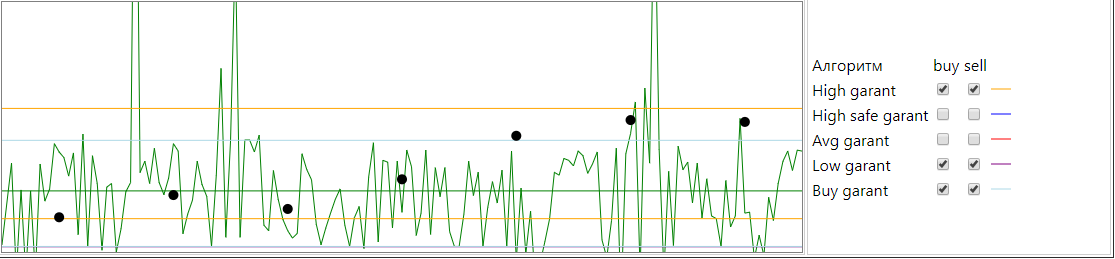 Алгоритм buy sell
High garant
High safe garant
Avg garant
Low garant
Buy garant